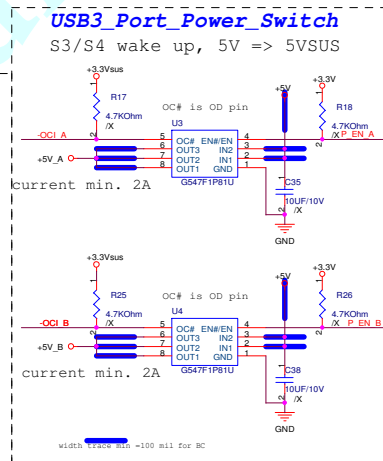 USB3_Port_Power_Switch
S3/S4 wake up, 5V => 5VSUS
+3.3Vsus
+5V
+3.3V
R17
4.7KOhm
/X
OC# is OD pin
U3
R18
4.7KOhm
/X
-OCI_A
P_EN_A
5 OC# EN#/EN 4
6 OUT3 IN2 3
7 OUT2 IN1 2
8 OUT1 GND 1
+5V_A
G547F1P81U
current min. 2A
C35
10UF/10V
/X
GND
+3.3Vsus
+5V
+3.3V
R25
4.7KOhm
/X
OC# is OD pin
U4
R26
4.7KOhm
/X
-OCI_B
P_EN_B
5 OC# EN#/EN 4
6 OUT3 IN2 3
7 OUT2 IN1 2
8 OUT1 GND 1
+5V_B
G547F1P81U
current min. 2A
C38
10UF/10V
/X
GND
width trace min =100 mil for BC